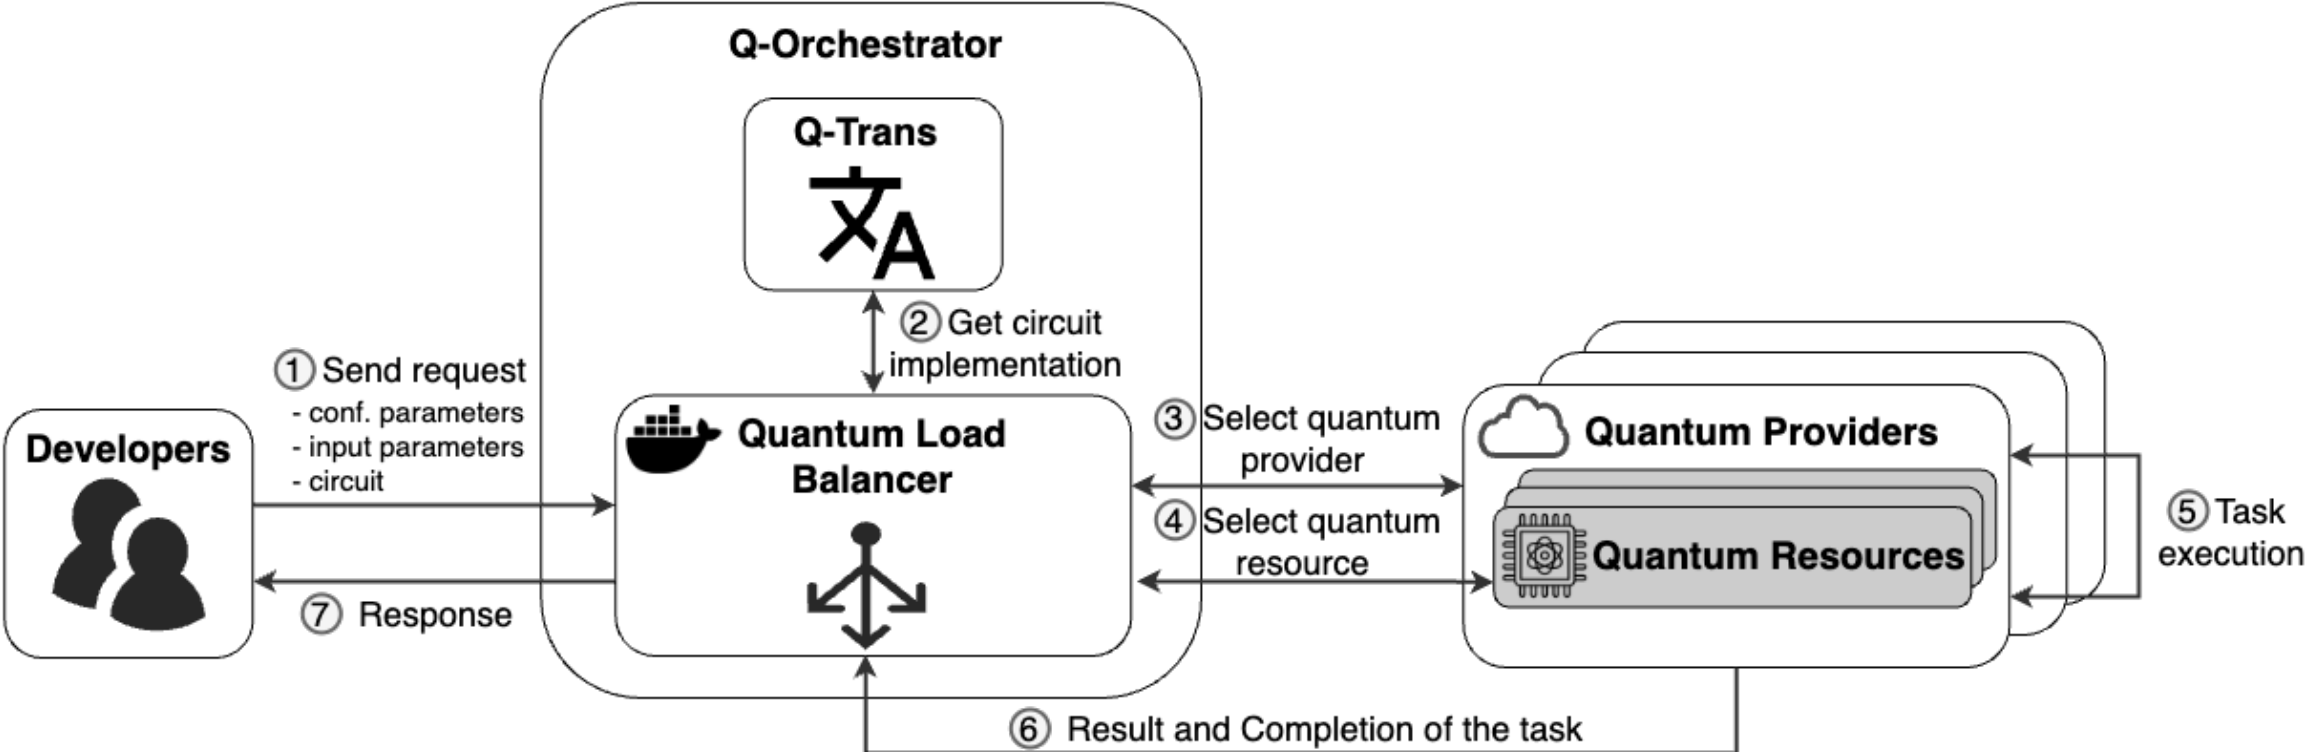 Q-Orchestrator
Q-Trans
文A
② Get circuit
implementation
① Send request
- conf. parameters
- input parameters
- circuit
Developers
Quantum Load
Balancer
③ Select quantum
provider
④ Select quantum
resource
Quantum Providers
Quantum Resources
⑤ Task
execution
⑦ Response
⑥ Result and Completion of the task